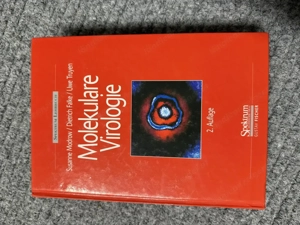 Susanne Modrow / Dietrich Falke / Uwe Truyen
Molekulare
Virologie
2. Auflage
Spektrum